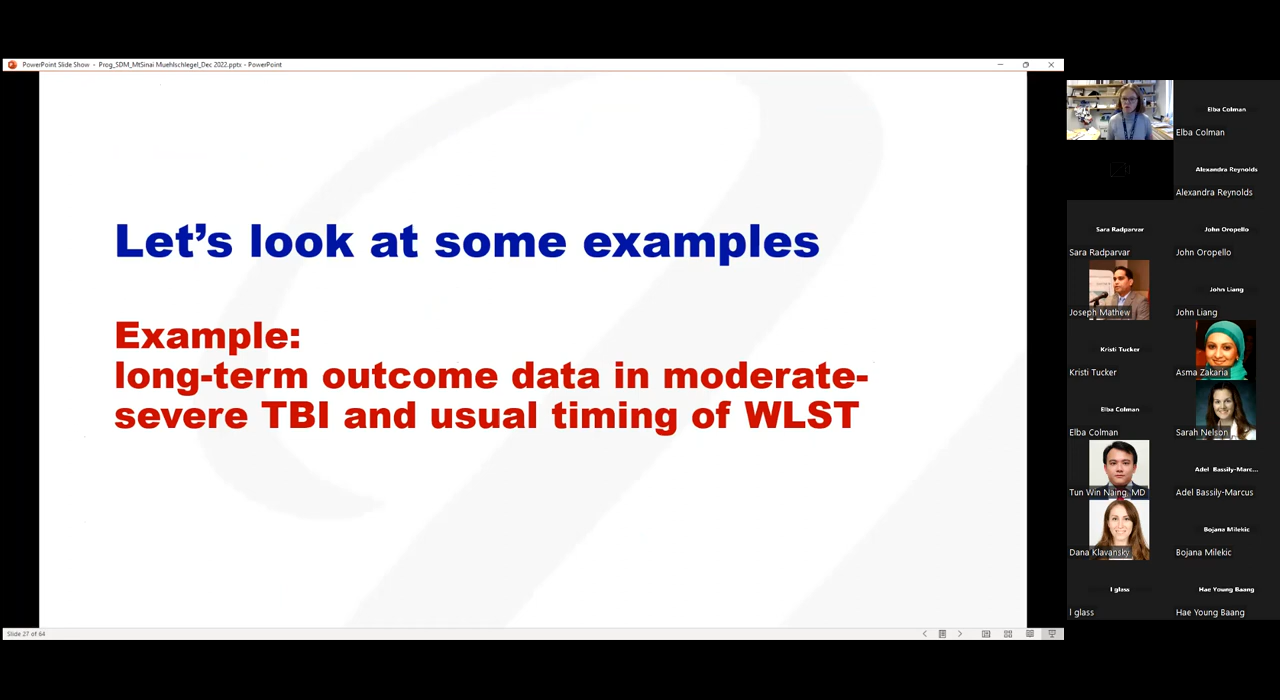 PowerPoint Slide Show - Prog_SDM_MtSinai Muehlschlegel_Dec 2022.pptx - PowerPoint
Let's look at some examples
Example:
long-term outcome data in moderate-
severe TBI and usual timing of WLST
Slide 27 of 64
Elba Colman
Elba Colman
Alexandra Reynolds
Alexandra Reynolds
Sara Radparvar
Sara Radparvar
John Oropello
John Oropello
Joseph Mathew
John Liang
John Liang
Kristi Tucker
Kristi Tucker
Asma Zakaria
Elba Colman
Elba Colman
Sarah Nelson
Tun Win Naing, MD
Adel Bassily-Marc...
Adel Bassily-Marcus
Dana Klavansky
Bojana Milekic
Bojana Milekic
I glass
I glass
Hae Young Baang
Hae Young Baang